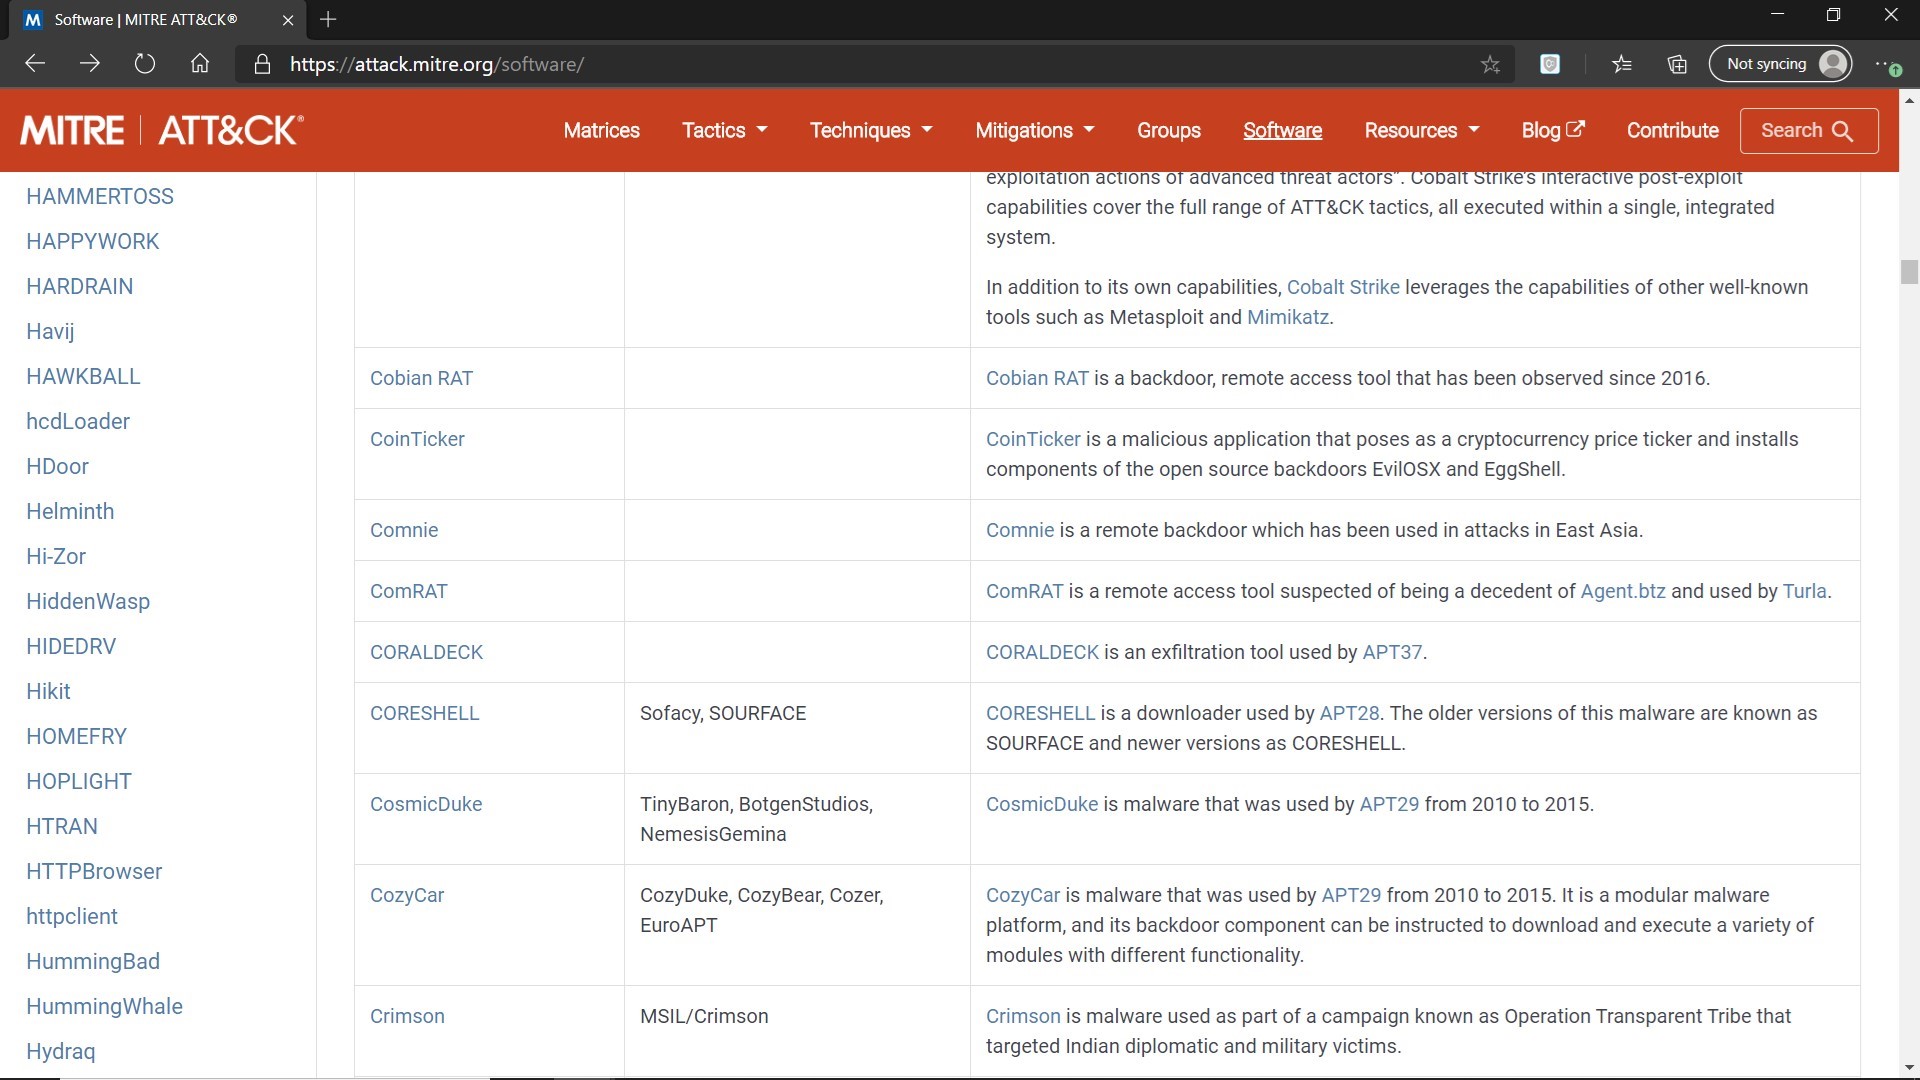 Software | MITRE ATT&CK®
https://attack.mitre.org/software/
Not syncing
MITRE | ATT&CK®
Matrices
Tactics
Techniques
Mitigations
Groups
Software
Resources
Blog
Contribute
Search
HAMMERTOSS
HAPPYWORK
HARDRAIN
Havij
HAWKBALL
hcdLoader
HDoor
Helminth
Hi-Zor
HiddenWasp
HIDEDRV
Hikit
HOMEFRY
HOPLIGHT
HTRAN
HTTPBrowser
httpclient
HummingBad
HummingWhale
Hydraq
exploitation actions of advanced threat actors". Cobalt Strike's interactive post-exploit
capabilities cover the full range of ATT&CK tactics, all executed within a single, integrated
system.
In addition to its own capabilities, Cobalt Strike leverages the capabilities of other well-known
tools such as Metasploit and Mimikatz.
Cobian RAT
Cobian RAT is a backdoor, remote access tool that has been observed since 2016.
CoinTicker
CoinTicker is a malicious application that poses as a cryptocurrency price ticker and installs
components of the open source backdoors EvilOSX and EggShell.
Comnie
Comnie is a remote backdoor which has been used in attacks in East Asia.
ComRAT
ComRAT is a remote access tool suspected of being a decedent of Agent.btz and used by Turla.
CORALDECK
CORALDECK is an exfiltration tool used by APT37.
CORESHELL
Sofacy, SOURFACE
CORESHELL is a downloader used by APT28. The older versions of this malware are known as
SOURFACE and newer versions as CORESHELL.
CosmicDuke
TinyBaron, BotgenStudios,
NemesisGemina
CosmicDuke is malware that was used by APT29 from 2010 to 2015.
CozyCar
CozyDuke, CozyBear, Cozer,
EuroAPT
CozyCar is malware that was used by APT29 from 2010 to 2015. It is a modular malware
platform, and its backdoor component can be instructed to download and execute a variety of
modules with different functionality.
Crimson
MSIL/Crimson
Crimson is malware used as part of a campaign known as Operation Transparent Tribe that
targeted Indian diplomatic and military victims.